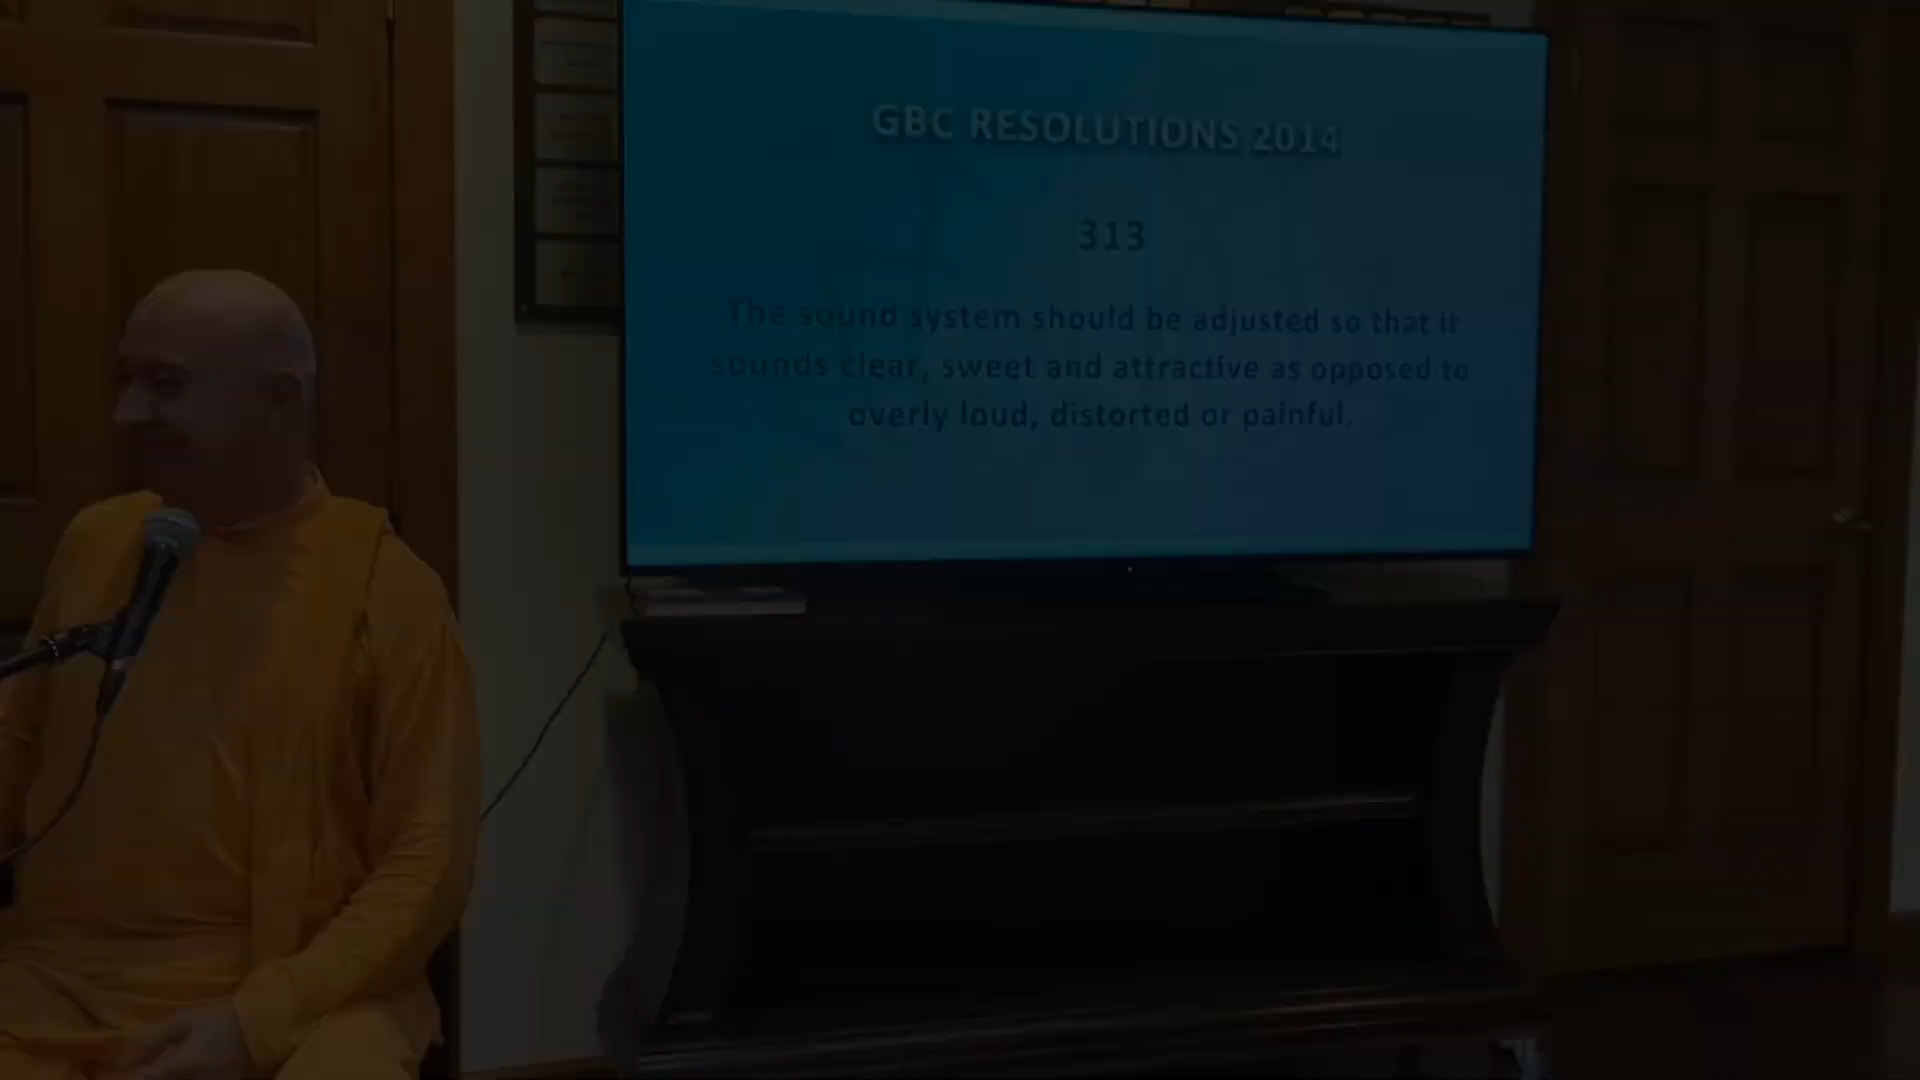 GBC RESOLUTIONS 2014
313
The sound system should be adjusted so that it
sounds clear, sweet and attractive as opposed to
overly loud, distorted or painful.